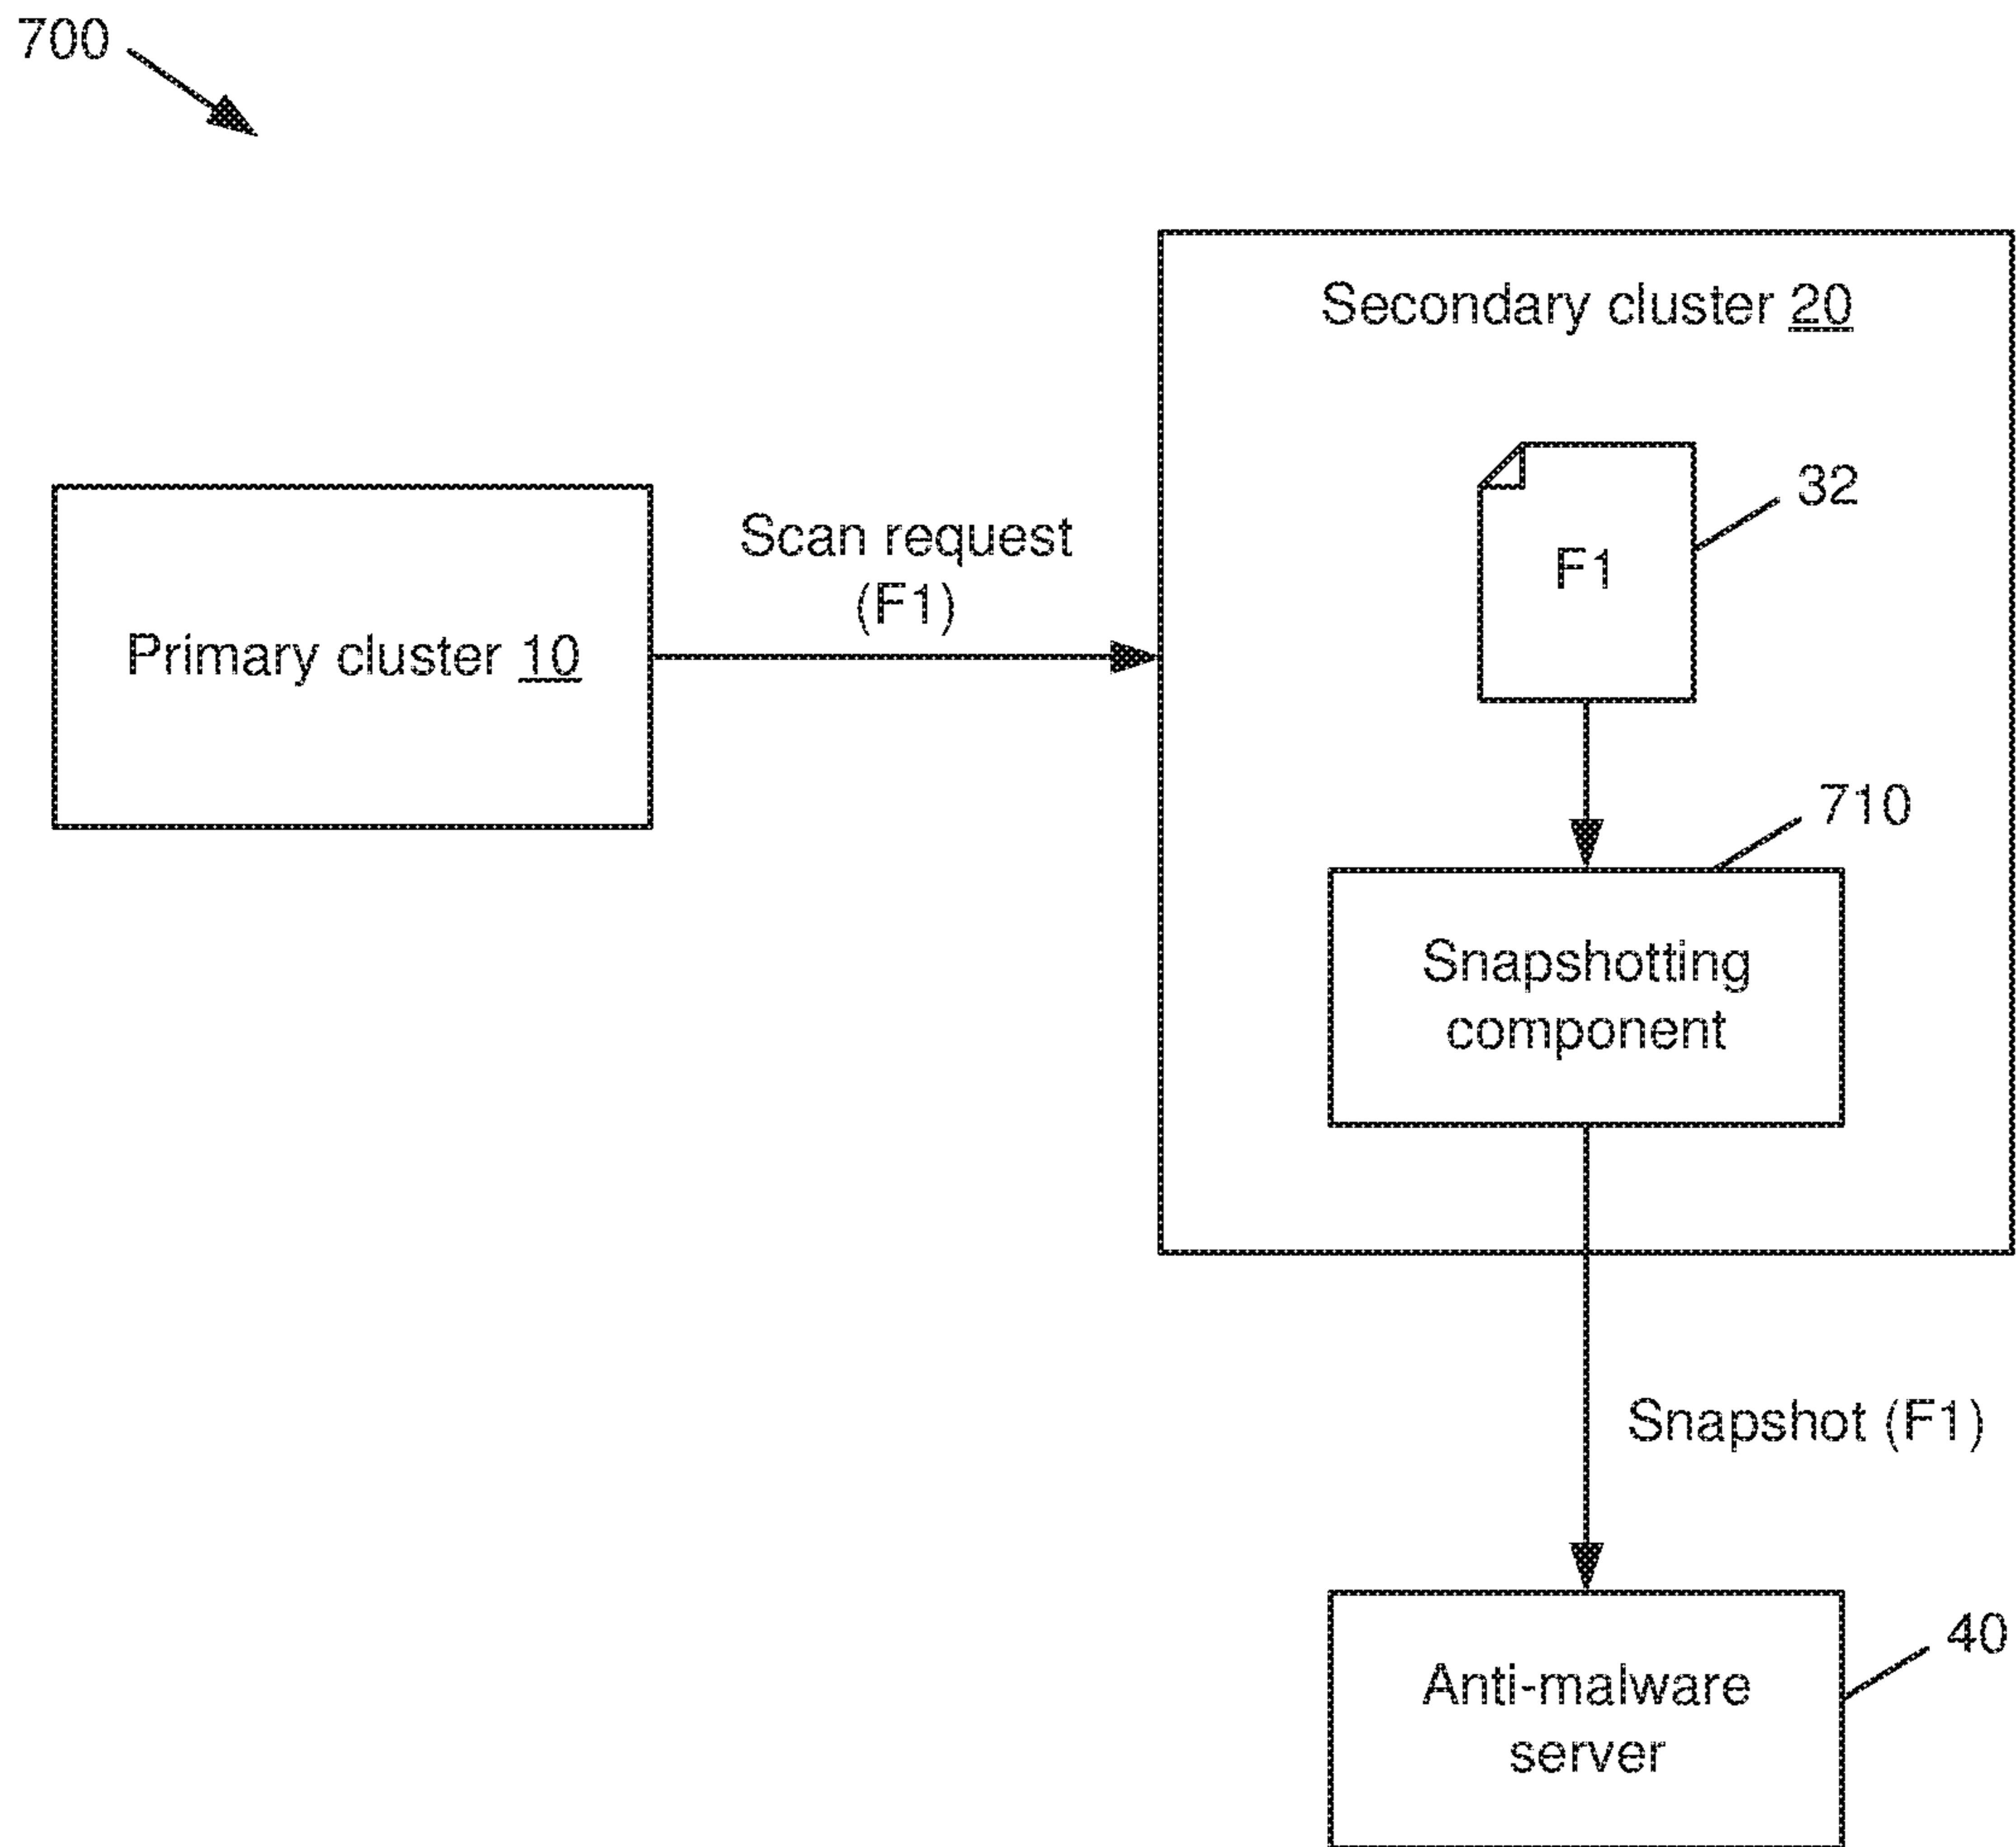 700
Secondary cluster 20
32
F1
Scan request
(F1)
Primary cluster 10
710
Snapshotting
component
Snapshot (F1)
40
Anti-malware
server